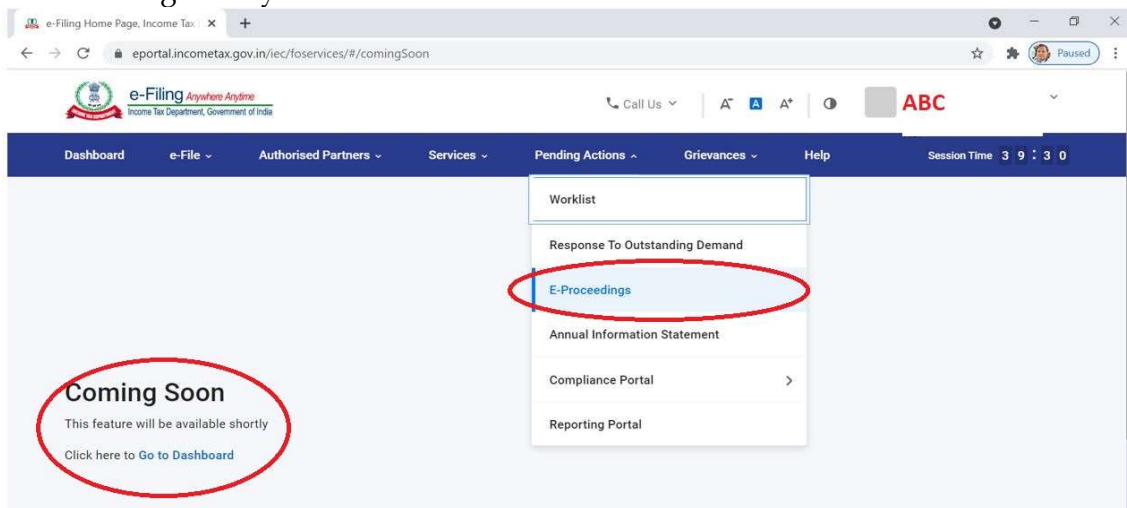 e-Filing Home Page, Income Tax
eportal.incometax.gov.in/iec/foservices/#/comingSoon
Paused
e-Filing Anywhere Anytime
Income Tax Department, Government of India
Call Us
A- A A+
ABC
Dashboard e-File Authorised Partners Services Pending Actions Grievances Help Session Time 3 9 : 3 0
Worklist
Response To Outstanding Demand
E-Proceedings
Annual Information Statement
Compliance Portal
Reporting Portal
Coming Soon
This feature will be available shortly
Click here to Go to Dashboard